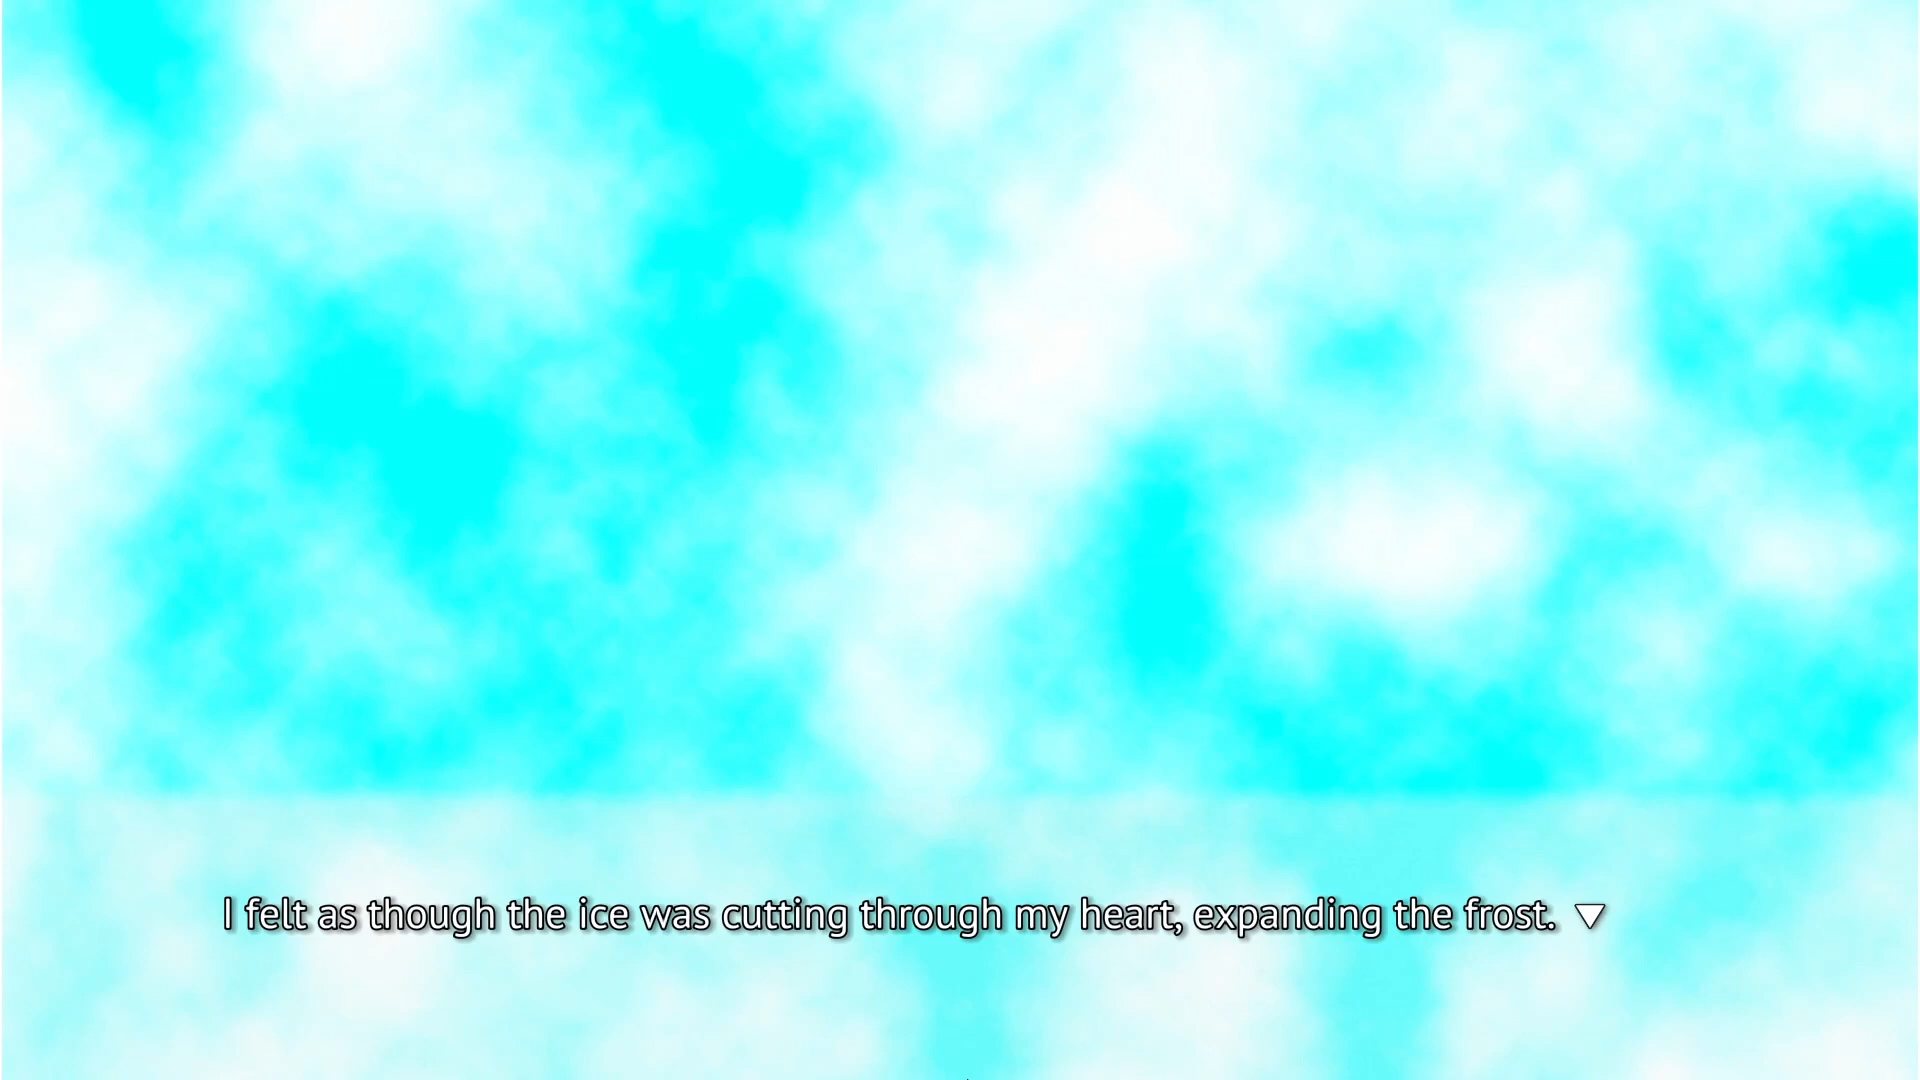 I felt as though the ice was cutting through my heart, expanding the frost.